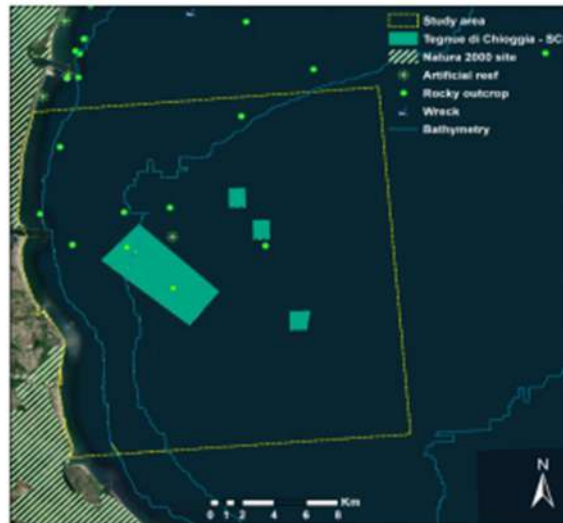 Study area
Tegnue di Chioggia - SC
Natura 2000 site
Artificial reef
Rocky outcrop
Wreck
Bathymetry
N
Km
0 1 2 4 6 8